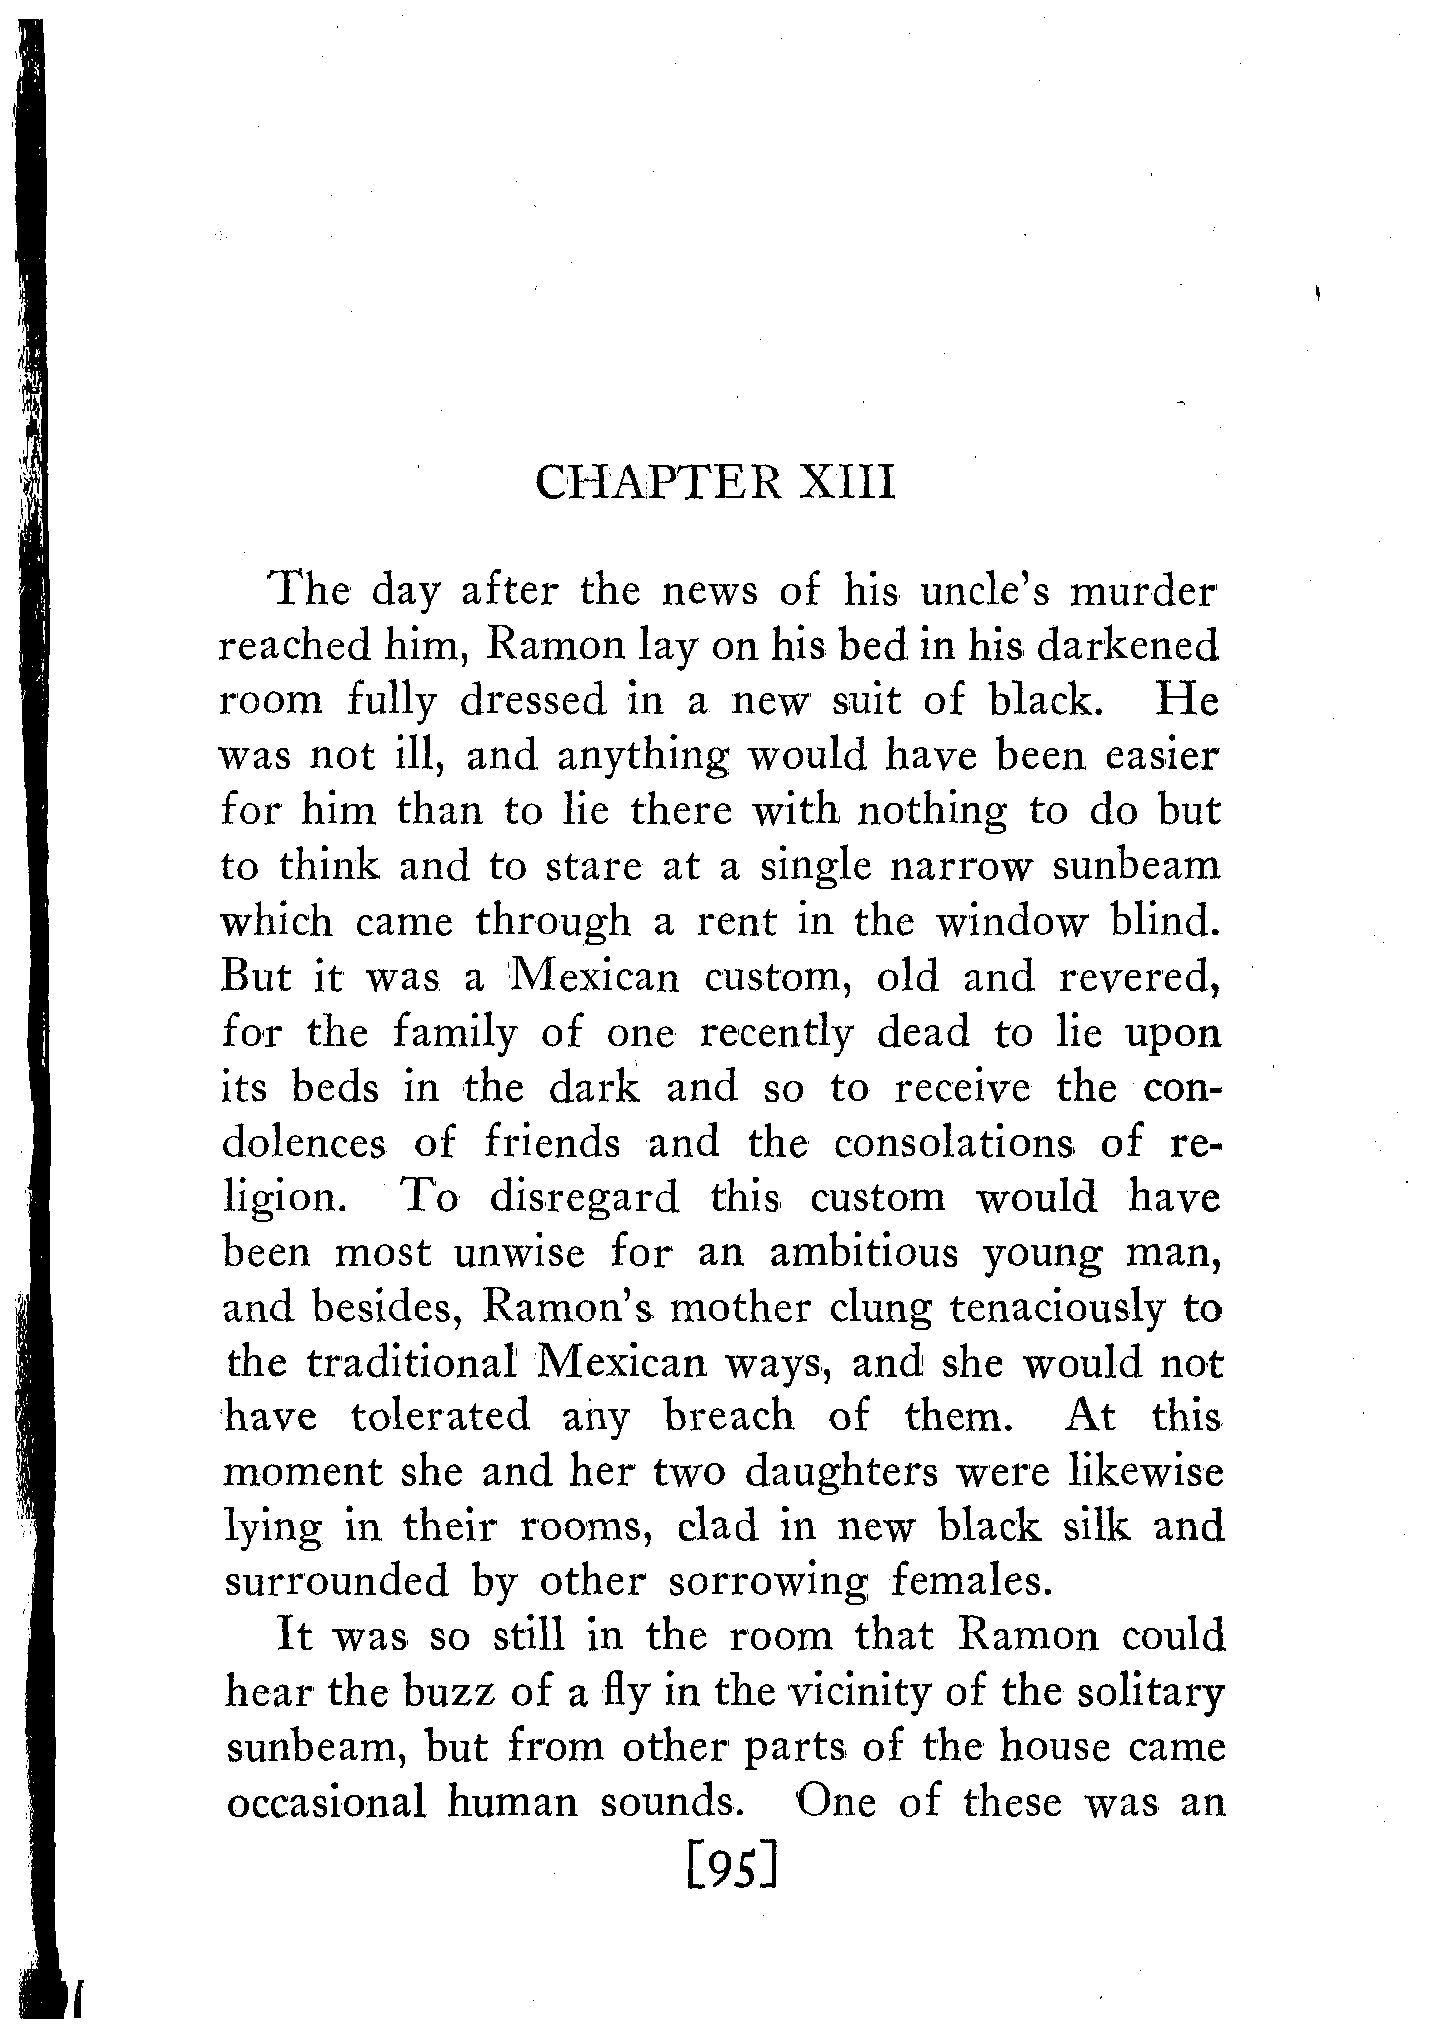 CHAPTER XIII
The day after the news of his uncle's murder
reached him, Ramon lay on his bed in his darkened
room fully dressed in a new suit of black. He
was not ill, and anything would have been easier
for him than to lie there with nothing to do but
to think and to stare at a single narrow sunbeam
which came through a rent in the window blind.
But it was a Mexican custom, old and revered,
for the family of one recently dead to lie upon
its beds in the dark and so to receive the con-
dolences of friends and the consolations of re-
ligion. To disregard this custom would have
been most unwise for an ambitious young man,
and besides, Ramon's mother clung tenaciously to
the traditional Mexican ways, and she would not
have tolerated any breach of them. At this
moment she and her two daughters were likewise
lying in their rooms, clad in new black silk and
surrounded by other sorrowing females.
It was so still in the room that Ramon could
hear the buzz of a fly in the vicinity of the solitary
sunbeam, but from other parts of the house came
occasional human sounds. One of these was an
[95]